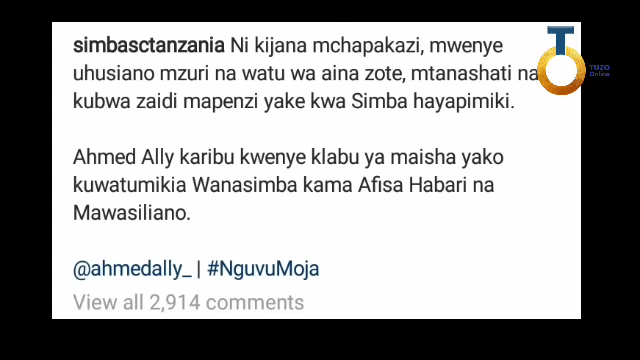 simbasctanzania Ni kijana mchapakazi, mwenye
uhusiano mzuri na watu wa aina zote, mtanashati na
kubwa zaidi mapenzi yake kwa Simba hayapimiki.
Ahmed Ally karibu kwenye klabu ya maisha yako
kuwatumikia Wanasimba kama Afisa Habari na
Mawasiliano.
@ahmedally_ | #NguvuMoja
View all 2,914 comments
TUZO
Online